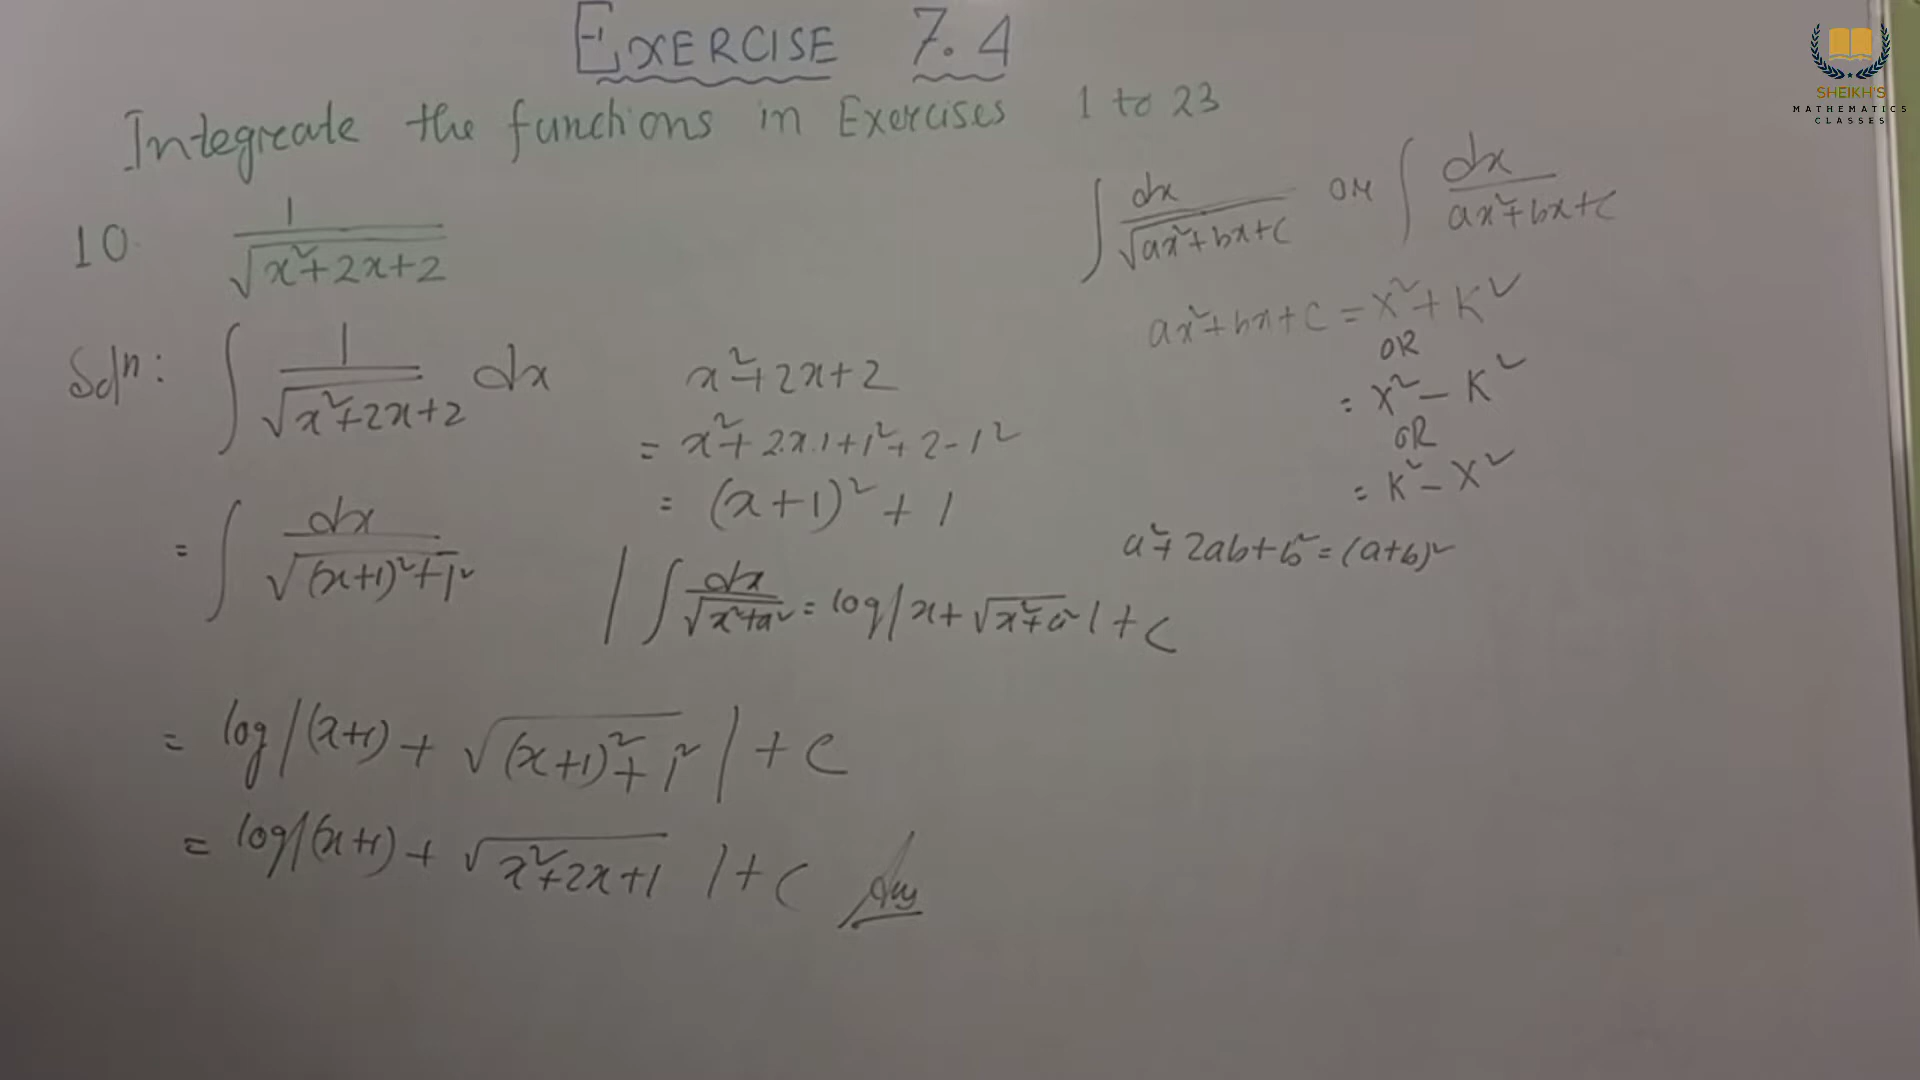 EXERCISE 7.4
Integreate the functions in Exercises 1 to 23
10. 1/√(x²+2x+2)
∫ dx/√(ax²+bx+c) OR ∫ dx/(ax²+bx+c)
ax²+bx+c = X²+K²
OR
= X²-K²
OR
= K²-X²
a²+2ab+b² = (a+b)²
Soln: ∫ 1/√(x²+2x+2) dx
x²+2x+2
= x²+2.x.1+1²+2-1²
= (x+1)²+1
= ∫ dx/√((x+1)²+1²)
∫ dx/√(x²+a²) = log|x+√(x²+a²)|+C
= log|(x+1)+√((x+1)²+1²)|+C
= log|(x+1)+√(x²+2x+1)|+C Ans
SHEIKH'S
MATHEMATICS
CLASSES